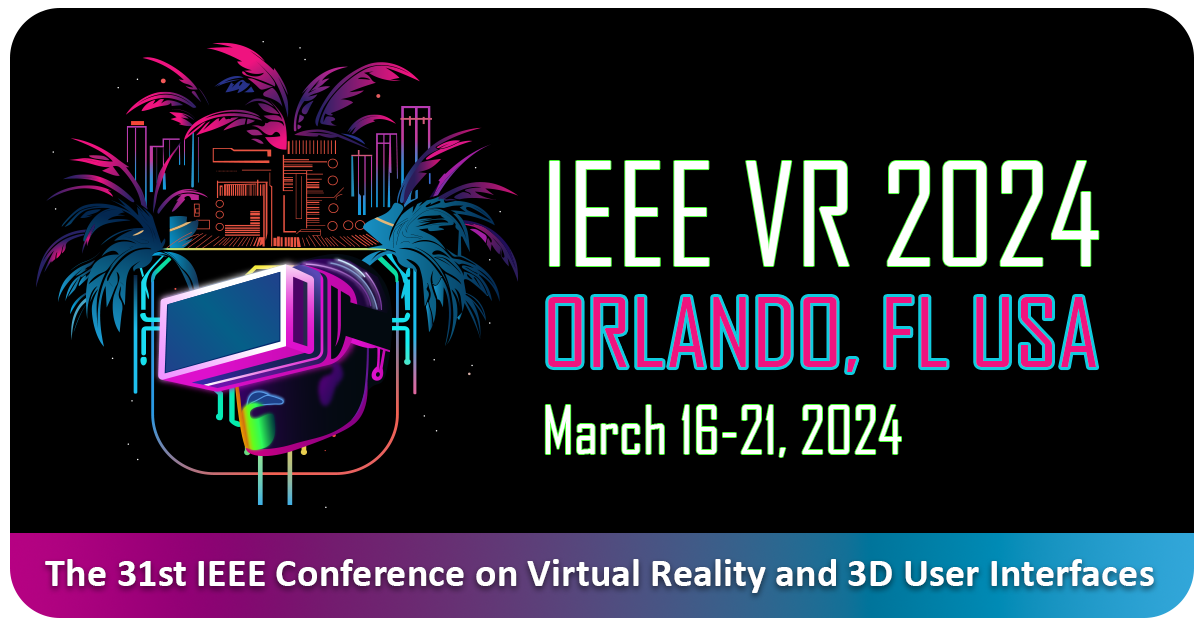 IEEE VR 2024
ORLANDO, FL USA
March 16-21, 2024
The 31st IEEE Conference on Virtual Reality and 3D User Interfaces